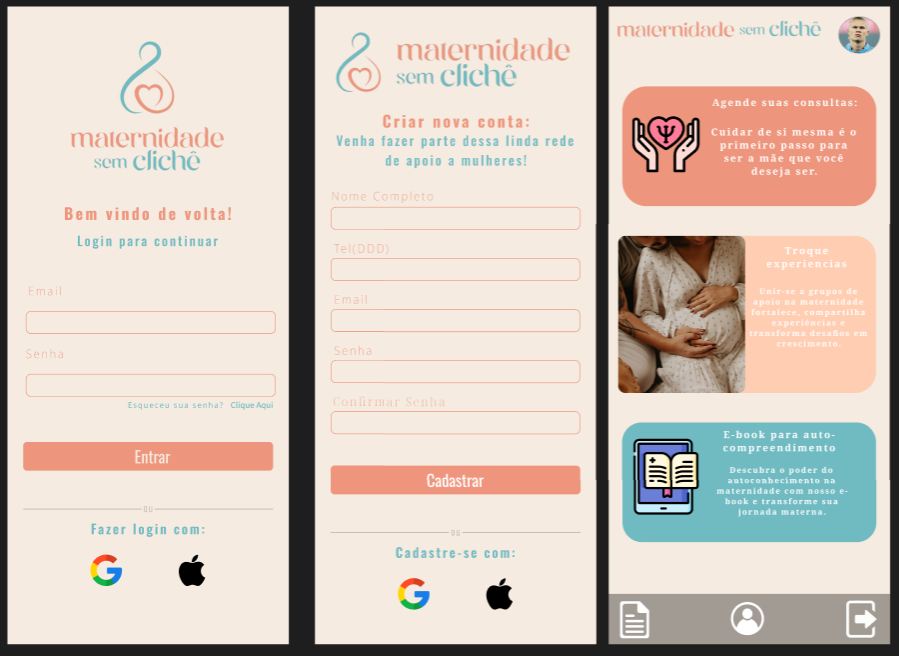 maternidade
sem clichê
Bem vindo de volta!
Login para continuar
Email
Senha
Esqueceu sua senha? Clique Aqui
Entrar
OU
Fazer login com:
maternidade
sem clichê
Criar nova conta:
Venha fazer parte dessa linda rede
de apoio a mulheres!
Nome Completo
Tel(DDD)
Email
Senha
Confirmar Senha
Cadastrar
OU
Cadastre-se com:
maternidade sem clichê
Agende suas consultas:
Cuidar de si mesma é o
primeiro passo para
ser a mãe que você
deseja ser.
Troque
experiencias
Unir-se a grupos de
apoio na maternidade
fortalece, compartilha
experiências e
transforma desafios em
crescimento.
E-book para auto-
compreendimento
Descubra o poder do
autoconhecimento na
maternidade com nosso e-
book e transforme sua
jornada materna.